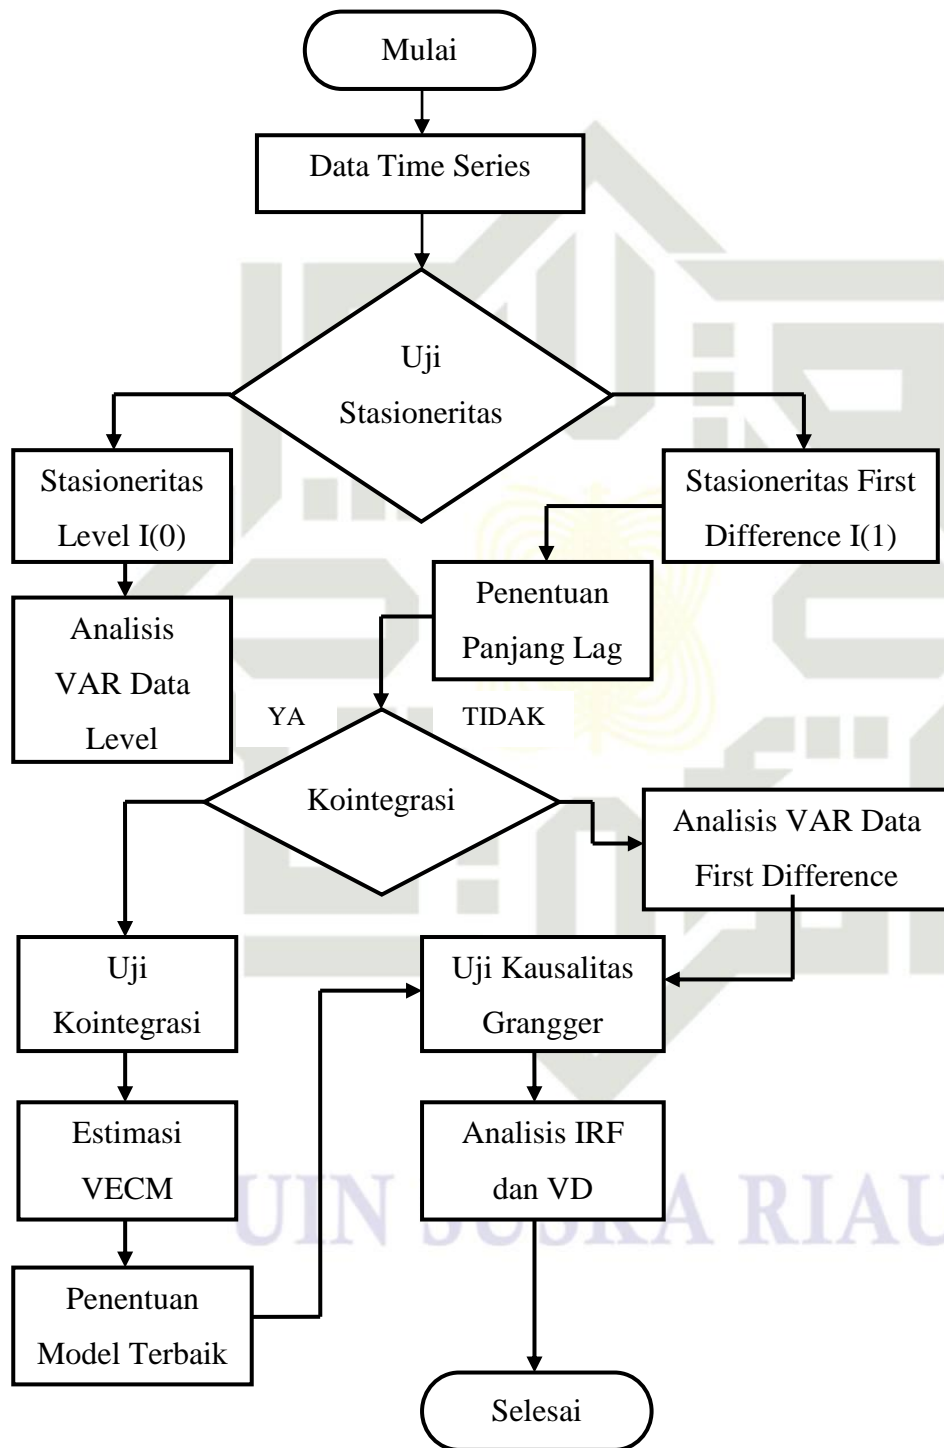 Mulai
Data Time Series
Uji
Stasioneritas
Stasioneritas
Level I(0)
Stasioneritas First
Difference I(1)
Analisis
VAR Data
Level
Penentuan
Panjang Lag
YA
TIDAK
Kointegrasi
Analisis VAR Data
First Difference
Uji
Kointegrasi
Uji Kausalitas
Grangger
Estimasi
VECM
Analisis IRF
dan VD
UIN SUSKA RIAU
Penentuan
Model Terbaik
Selesai